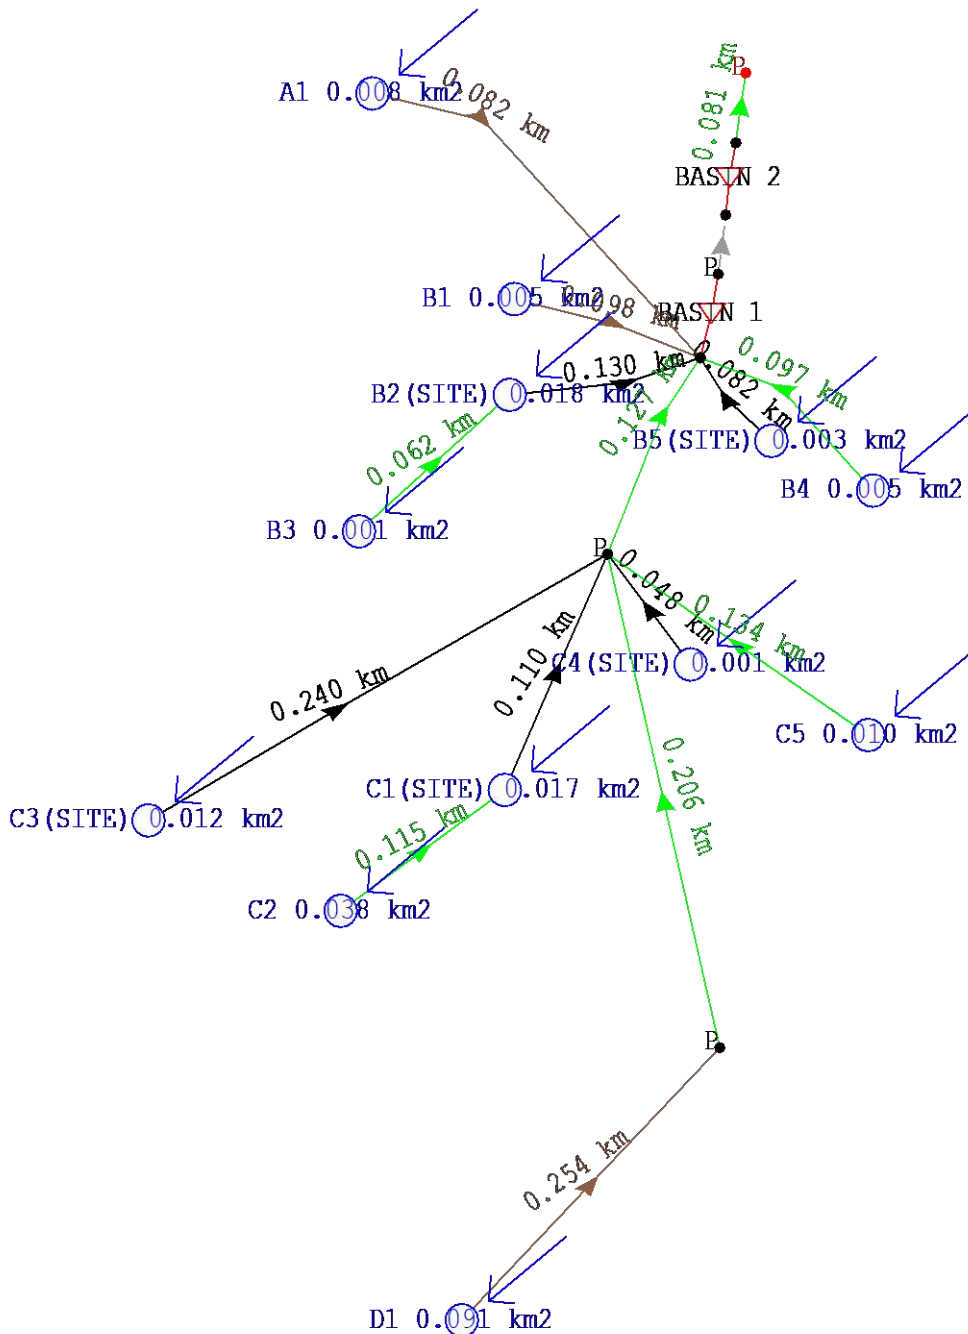 P
0.081 km
A1 0.008 km2
0.082 km
BASIN 2
P
B1 0.005 km2
0.098 km
BASIN 1
0.130 km
0.082 km
0.097 km
B2(SITE) 0.018 km2
0.127 km
0.062 km
B5(SITE) 0.003 km2
B4 0.005 km2
B3 0.001 km2
P
0.048 km
0.134 km
0.110 km
C4(SITE) 0.001 km2
0.240 km
C5 0.010 km2
0.206 km
C1(SITE) 0.017 km2
C3(SITE) 0.012 km2
0.115 km
C2 0.038 km2
P
0.254 km
D1 0.091 km2